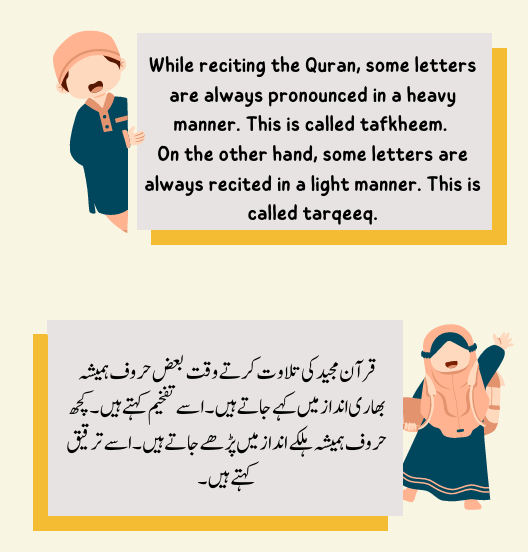 While reciting the Quran, some letters
are always pronounced in a heavy
manner. This is called tafkheem.
On the other hand, some letters are
always recited in a light manner. This is
called tarqeeq.
قرآن مجید کی تلاوت کرتے وقت بعض حروف ہمیشہ
بھاری انداز میں کہے جاتے ہیں۔ اسے تفخیم کہتے ہیں۔ کچھ
حروف ہمیشہ ہلکے انداز میں پڑھے جاتے ہیں۔ اسے ترقیق
کہتے ہیں۔